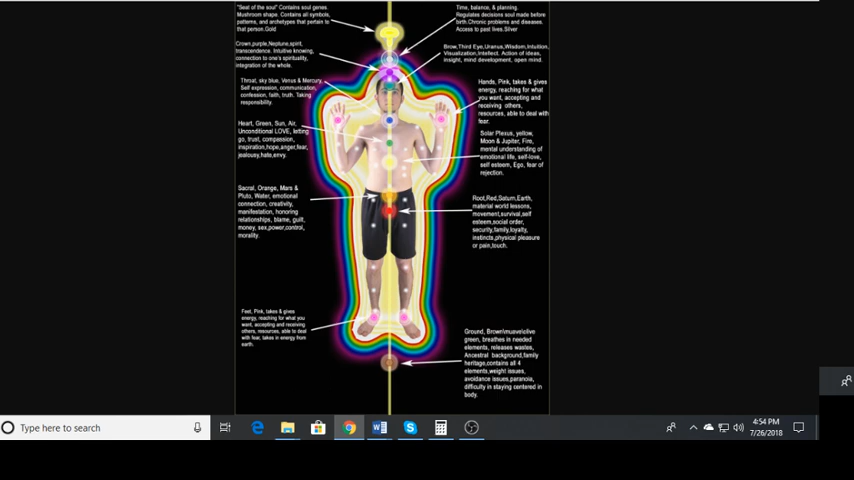 "Seat of the soul" Contains soul genes.
Mushroom shape. Contains all symbols,
patterns, and archetypes that pertain to
that person.Gold
Time, balance, & planning.
Regulates decisions soul made before
birth.Chronic problems and diseases.
Access to past lives.Silver
Crown,purple,Neptune,spirit,
transcendence. Intuitive knowing,
connection to one's spirituality,
integration of the whole.
Brow,Third Eye,Uranus,Wisdom,Intuition,
Visualization,Intellect. Action of ideas,
insight, mind development, open mind.
Throat, sky blue, Venus & Mercury,
Self expression, communication,
confession, faith, truth. Taking
responsibility.
Hands, Pink, takes & gives
energy, reaching for what
you want, accepting and
receiving others,
resources, able to deal with
fear.
Heart, Green, Sun, Air,
Unconditional LOVE, letting
go, trust, compassion,
inspiration,hope,anger,fear,
jealousy,hate,envy.
Solar Plexus, yellow,
Moon & Jupiter, Fire,
mental understanding of
emotional life, self-love,
self esteem, Ego, fear of
rejection.
Sacral, Orange, Mars &
Pluto, Water, emotional
connection, creativity,
manifestation, honoring
relationships, blame, guilt,
money, sex,power,control,
morality.
Root,Red,Saturn,Earth,
material world lessons,
movement,survival,self
esteem,social order,
security,family,loyalty,
instincts,physical pleasure
or pain,touch.
Feet, Pink, takes & gives
energy, reaching for what you
want, accepting and receiving
others, resources, able to deal
with fear, takes in energy from
earth.
Ground, Brown/muave/olive
green, breathes in needed
elements, releases wastes,
Ancestral background,family
heritage,contains all 4
elements,weight issues,
avoidance issues,paranoia,
difficulty in staying centered in
body.
Type here to search
4:54 PM
7/26/2018